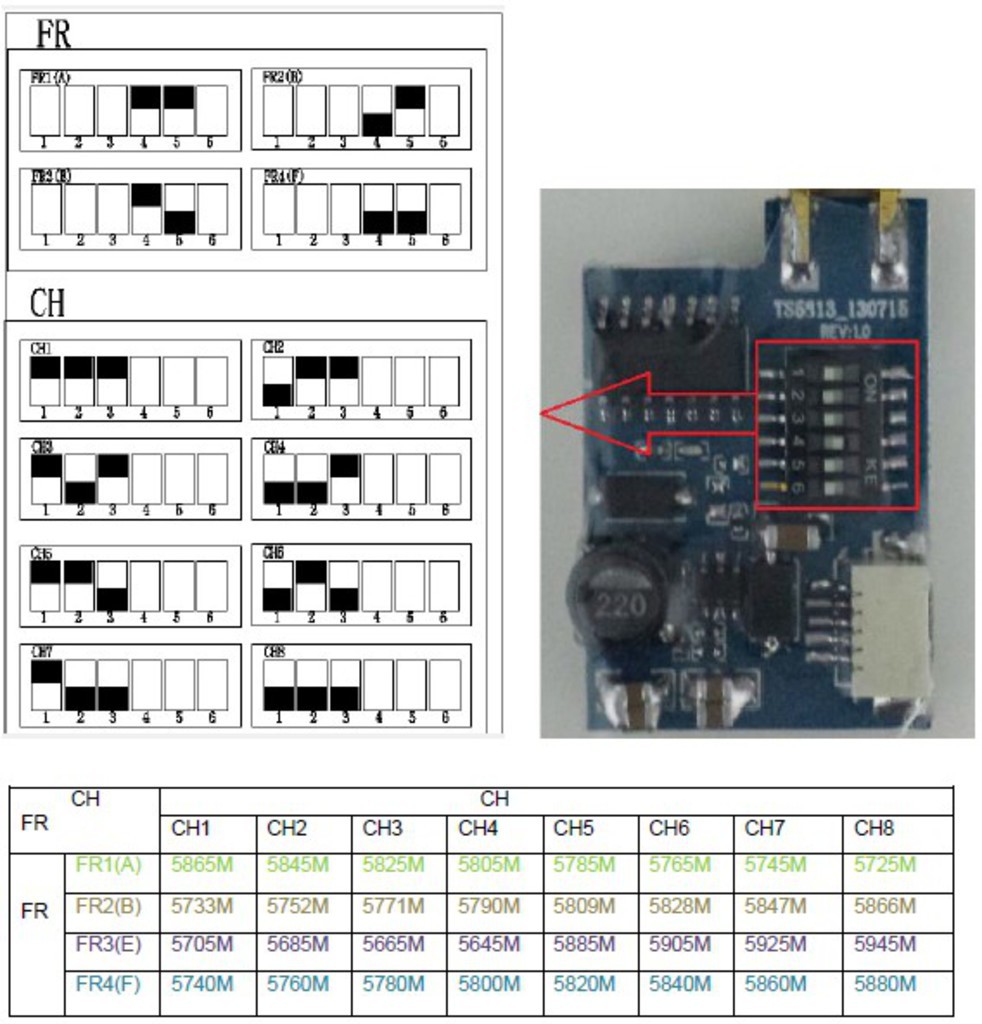 FR
FR1(A)
1 2 3 4 5 6
FR2(B)
1 2 3 4 5 6
1 2 3 4 5 6
FR4(F)
1 2 3 4 5 6
CH
CH1
1 2 3 4 5 6
CH2
1 2 3 4 5 6
CH3
1 2 3 4 5 6
CH4
1 2 3 4 5 6
CH5
1 2 3 4 5 6
CH6
1 2 3 4 5 6
CH7
1 2 3 4 5 6
CH8
1 2 3 4 5 6
REV:1.0
ON
1
2
3
4
5
6
KE
220
CH
FR
CH
CH1 CH2 CH3 CH4 CH5 CH6 CH7 CH8
FR
FR1(A) 5865M 5845M 5825M 5805M 5785M 5765M 5745M 5725M
FR2(B) 5733M 5752M 5771M 5790M 5809M 5828M 5847M 5866M
FR3(E) 5705M 5685M 5665M 5645M 5885M 5905M 5925M 5945M
FR4(F) 5740M 5760M 5780M 5800M 5820M 5840M 5860M 5880M